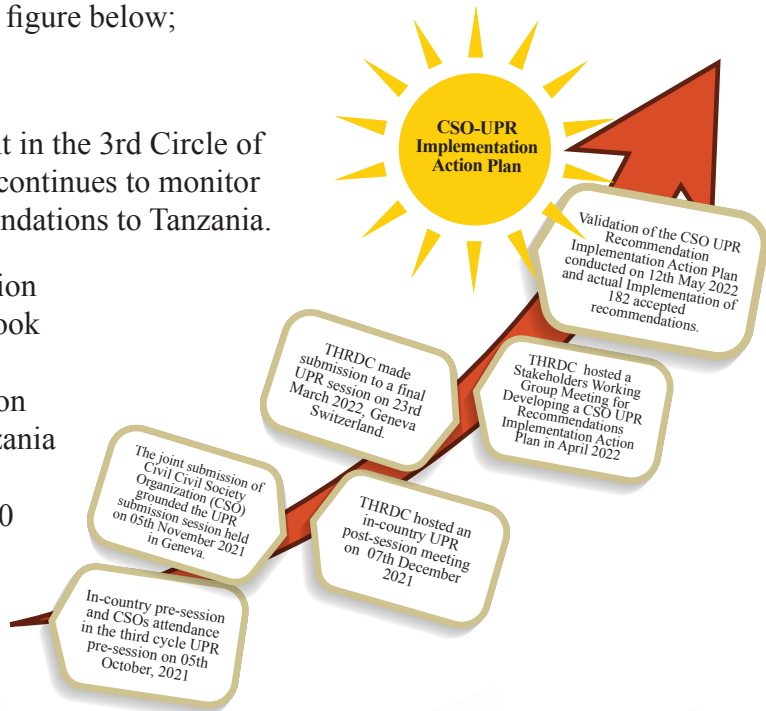 figure below;
t in the 3rd Circle of
continues to monitor
ndations to Tanzania.
ion
ook
on
zania
0
CSO-UPR
Implementation
Action Plan
Validation of the CSO UPR
Recommendation
Implementation Action Plan
conducted on 12th May 2022
and actual Implementation of
182 accepted
recommendations.
THRDC made
submission to a final
UPR session on 23rd
March 2022, Geneva
Switzerland.
THRDC hosted a
Stakeholders Working
Group Meeting for
Developing a CSO UPR
Recommendations
Implementation Action
Plan in April 2022
The joint submission of
Civil Civil Society
Organization (CSO)
grounded the UPR
submission session held
on 05th November 2021
in Geneva.
THRDC hosted an
in-country UPR
post-session meeting
on 07th December
2021
In-country pre-session
and CSOs attendance
in the third cycle UPR
pre-session on 05th
October, 2021